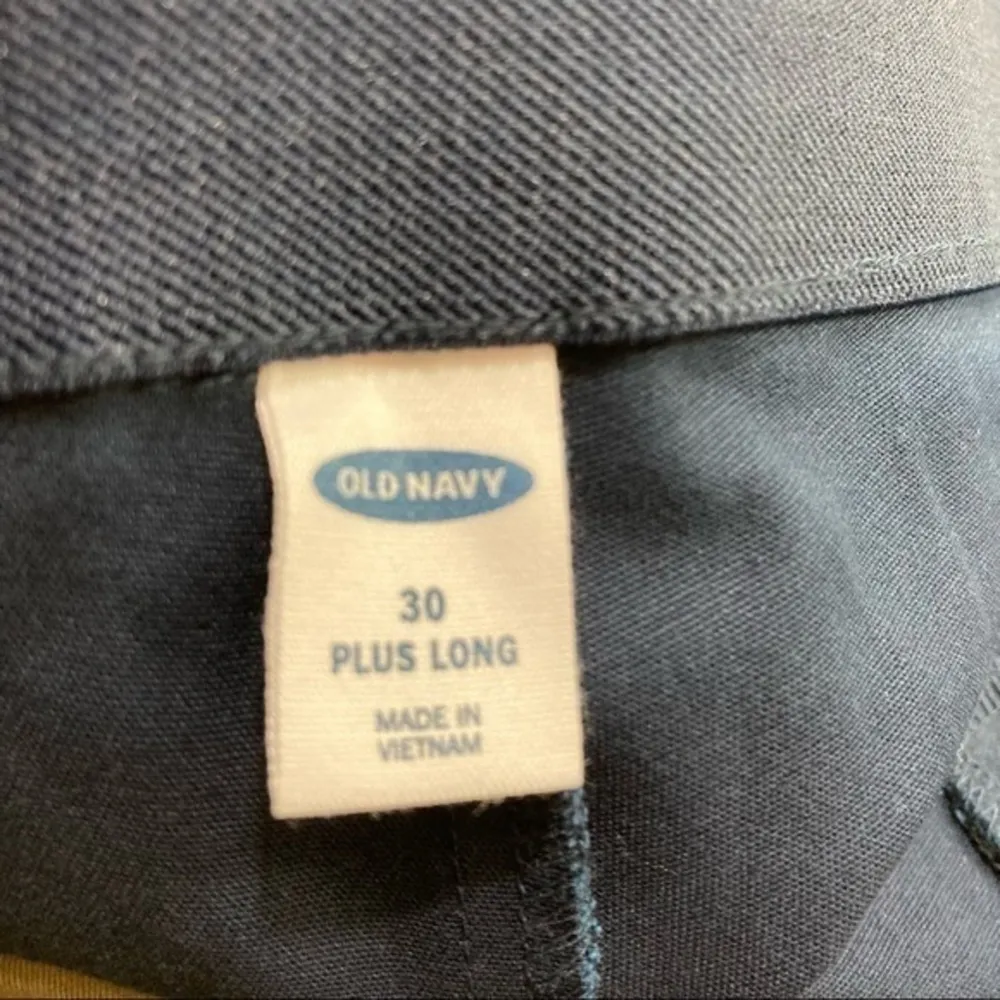 OLD NAVY
30
PLUS LONG
MADE IN
VIETNAM